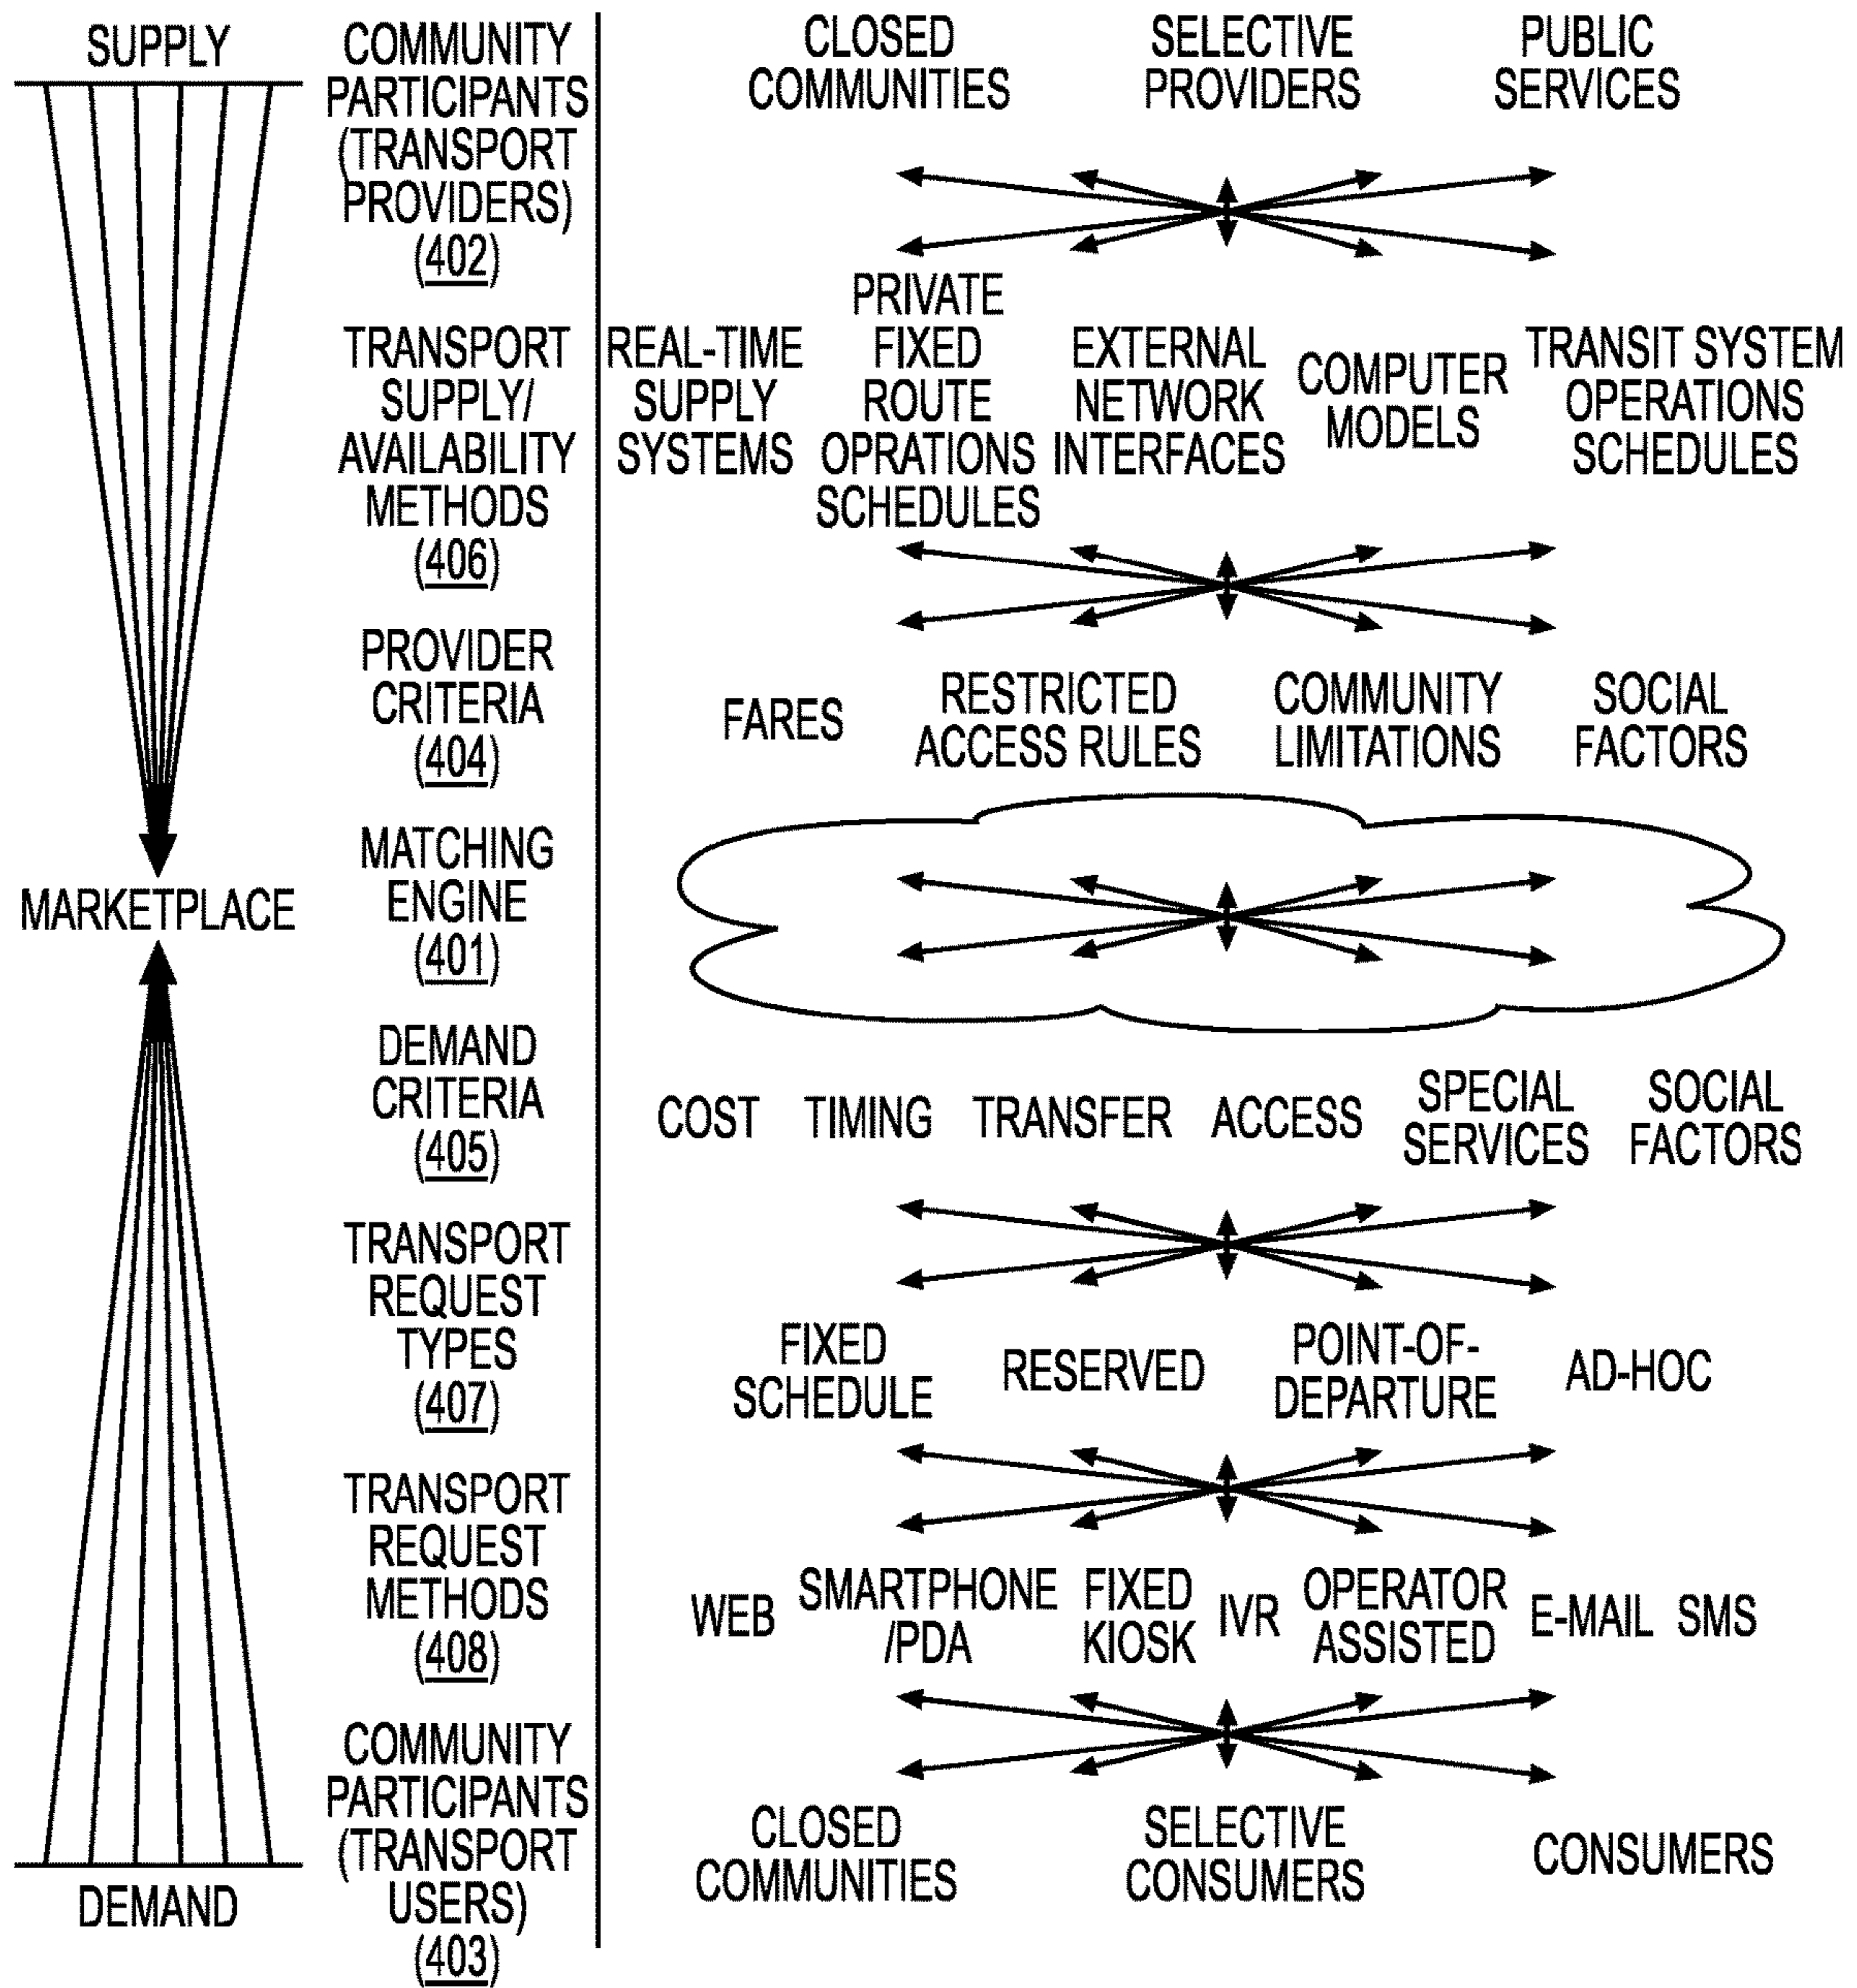 SUPPLY
COMMUNITY
PARTICIPANTS
(TRANSPORT
PROVIDERS)
(402)
CLOSED
COMMUNITIES
SELECTIVE
PROVIDERS
PUBLIC
SERVICES
TRANSPORT
SUPPLY/
AVAILABILITY
METHODS
(406)
REAL-TIME
SUPPLY
SYSTEMS
PRIVATE
FIXED
ROUTE
OPRATIONS
SCHEDULES
EXTERNAL
NETWORK
INTERFACES
COMPUTER
MODELS
TRANSIT SYSTEM
OPERATIONS
SCHEDULES
PROVIDER
CRITERIA
(404)
FARES
RESTRICTED
ACCESS RULES
COMMUNITY
LIMITATIONS
SOCIAL
FACTORS
MARKETPLACE
MATCHING
ENGINE
(401)
DEMAND
CRITERIA
(405)
COST
TIMING
TRANSFER
ACCESS
SPECIAL
SERVICES
SOCIAL
FACTORS
TRANSPORT
REQUEST
TYPES
(407)
FIXED
SCHEDULE
RESERVED
POINT-OF-
DEPARTURE
AD-HOC
TRANSPORT
REQUEST
METHODS
(408)
WEB
SMARTPHONE
/PDA
FIXED
KIOSK
IVR
OPERATOR
ASSISTED
E-MAIL
SMS
COMMUNITY
PARTICIPANTS
(TRANSPORT
USERS)
(403)
CLOSED
COMMUNITIES
SELECTIVE
CONSUMERS
CONSUMERS
DEMAND